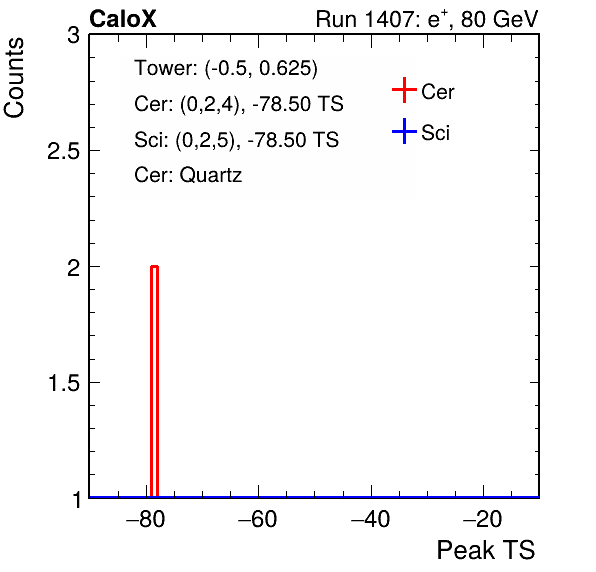 CaloX Run 1407: e⁺, 80 GeV
Counts
3
2.5
2
1.5
1
Tower: (-0.5, 0.625)
Cer: (0,2,4), -78.50 TS
Sci: (0,2,5), -78.50 TS
Cer: Quartz
Cer
Sci
−80 −60 −40 −20
Peak TS